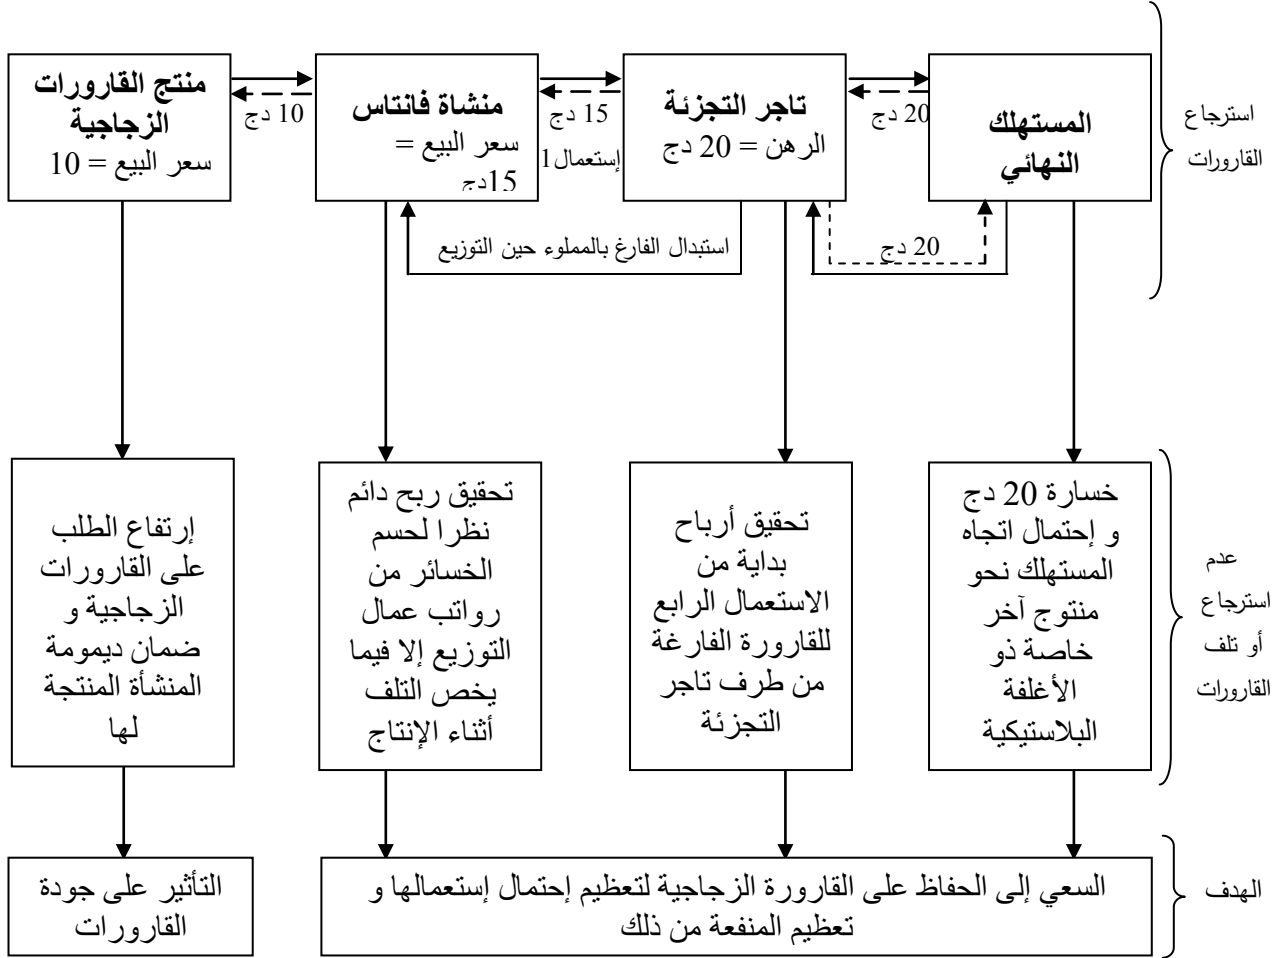 منتج القارورات
الزجاجية
سعر البيع = 10
10 دج
منشاة فانتاس
سعر البيع =
15دج
15 دج
إستعمال1
تاجر التجزئة
الرهن = 20 دج
20 دج
المستهلك
النهائي
استرجاع
القارورات
استبدال الفارغ بالمملوء حين التوزيع
20 دج
إرتفاع الطلب
على القارورات
الزجاجية و
ضمان ديمومة
المنشأة المنتجة
لها
تحقيق ربح دائم
نظرا لحسم
الخسائر من
رواتب عمال
التوزيع إلا فيما
يخص التلف
أثناء الإنتاج
تحقيق أرباح
بداية من
الاستعمال الرابع
للقارورة الفارغة
من طرف تاجر
التجزئة
خسارة 20 دج
و إحتمال اتجاه
المستهلك نحو
منتوج آخر
خاصة ذو
الأغلفة
البلاستيكية
عدم
استرجاع
أو تلف
القارورات
التأثير على جودة
القارورات
السعي إلى الحفاظ على القارورة الزجاجية لتعظيم إحتمال إستعمالها و
تعظيم المنفعة من ذلك
الهدف